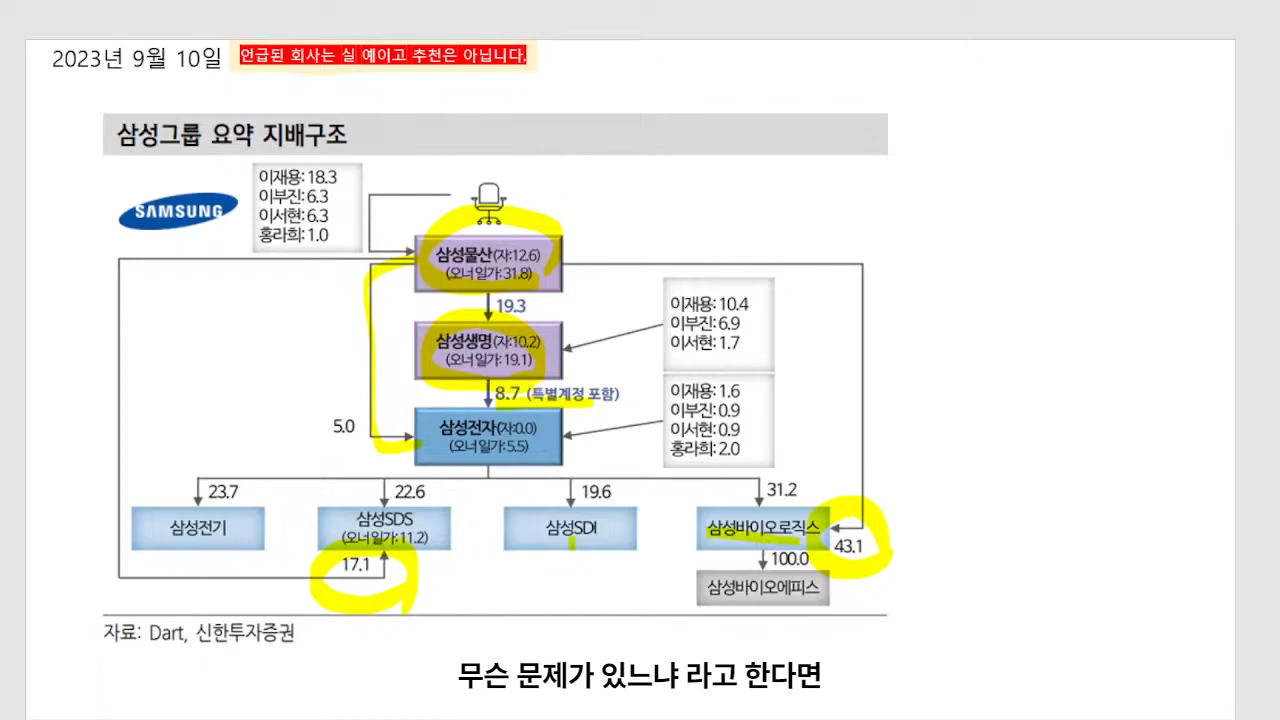 2023년 9월 10일
언급된 회사는 실 예이고 추천은 아닙니다.
삼성그룹 요약 지배구조
SAMSUNG
이재용: 18.3
이부진: 6.3
이서현: 6.3
홍라희: 1.0
삼성물산(자:12.6)
(오너일가: 31.8)
19.3
삼성생명(자:10.2)
(오너일가: 19.1)
이재용: 10.4
이부진: 6.9
이서현: 1.7
8.7 (특별계정 포함)
이재용: 1.6
이부진: 0.9
이서현: 0.9
홍라희: 2.0
5.0
삼성전자(자:0.0)
(오너일가: 5.5)
23.7
22.6
19.6
31.2
삼성전기
삼성SDS
(오너일가: 11.2)
삼성SDI
삼성바이오로직스
43.1
17.1
100.0
삼성바이오에피스
자료: Dart, 신한투자증권
무슨 문제가 있느냐 라고 한다면